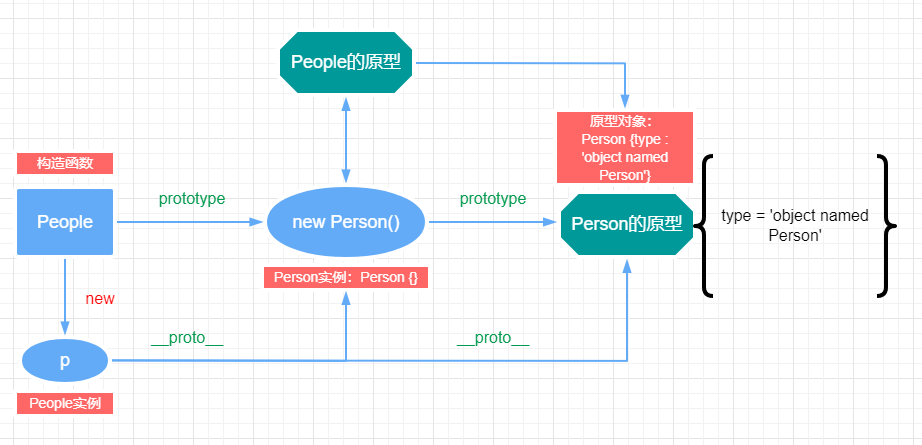 People的原型
原型对象：
Person {type :
'object named
Person'}
构造函数
People
prototype
new Person()
prototype
Person的原型
type = 'object named
Person'
Person实例：Person {}
new
__proto__
__proto__
p
People实例